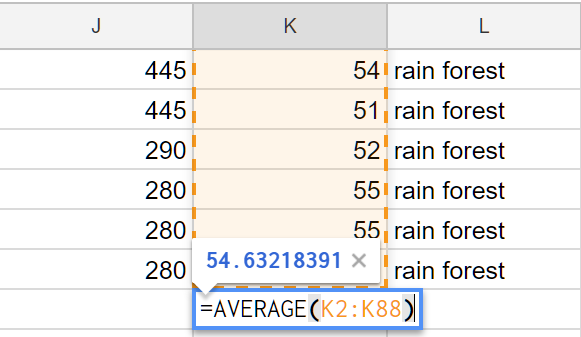 J K L
445 54 rain forest
445 51 rain forest
290 52 rain forest
280 55 rain forest
280 55 rain forest
54.63218391 ×
280 rain forest
=AVERAGE(K2:K88)